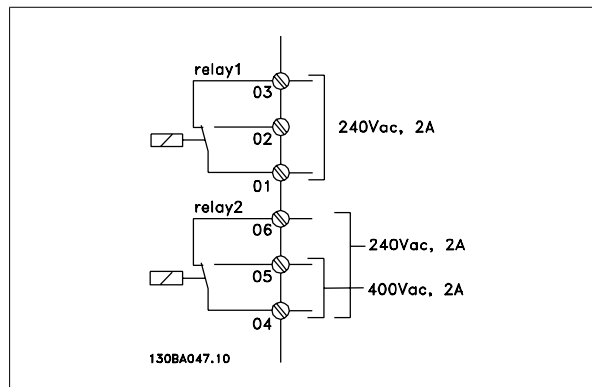 relay1
03
02
240Vac, 2A
01
relay2
06
240Vac, 2A
05
400Vac, 2A
04
130BA047.10